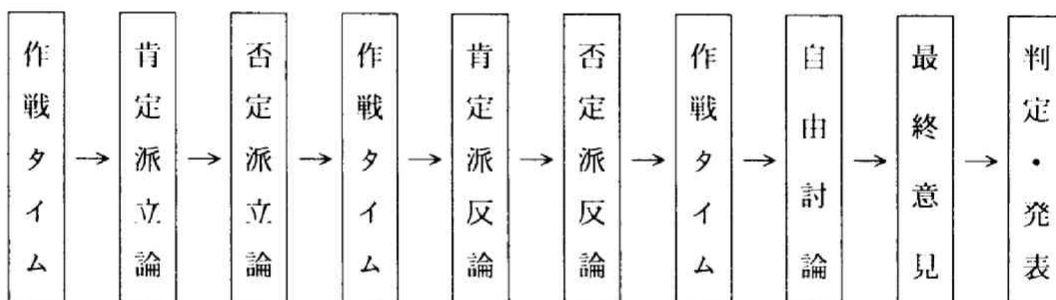 作戦タイム
肯定派立論
否定派立論
作戦タイム
肯定派反論
否定派反論
作戦タイム
自由討論
最終意見
判定・発表